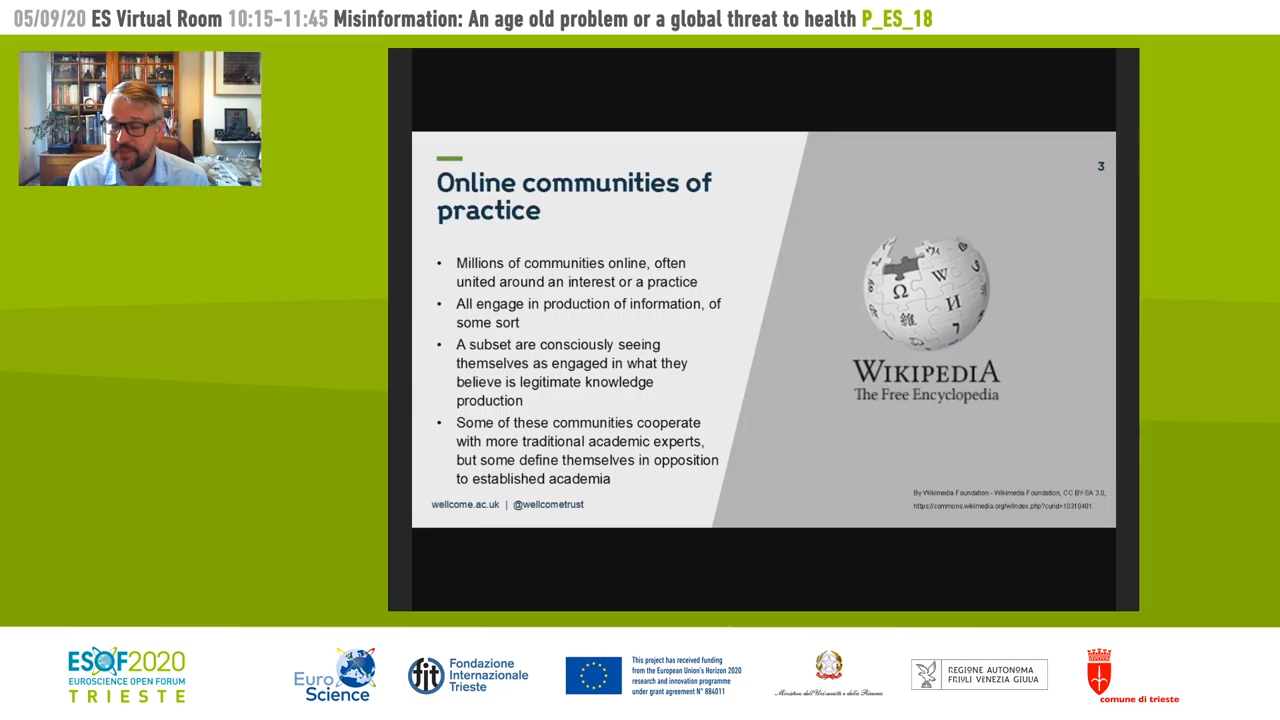 05/09/20 ES Virtual Room 10:15-11:45 Misinformation: An age old problem or a global threat to health P_ES_18
3
Online communities of
practice
• Millions of communities online, often
united around an interest or a practice
• All engage in production of information, of
some sort
• A subset are consciously seeing
themselves as engaged in what they
believe is legitimate knowledge
production
• Some of these communities cooperate
with more traditional academic experts,
but some define themselves in opposition
to established academia
wellcome.ac.uk | @wellcometrust
Ω W И 維 7
WIKIPEDIA
The Free Encyclopedia
By Wikimedia Foundation - Wikimedia Foundation, CC BY-SA 3.0,
https://commons.wikimedia.org/w/index.php?curid=10310401
ESOF2020
EUROSCIENCE OPEN FORUM
TRIESTE
Euro
Science
fit
Fondazione
Internazionale
Trieste
This project has received funding
from the European Union's Horizon 2020
research and innovation programme
under grant agreement N° 884011
Ministero dell'Università e della Ricerca
REGIONE AUTONOMA
FRIULI VENEZIA GIULIA
comune di trieste